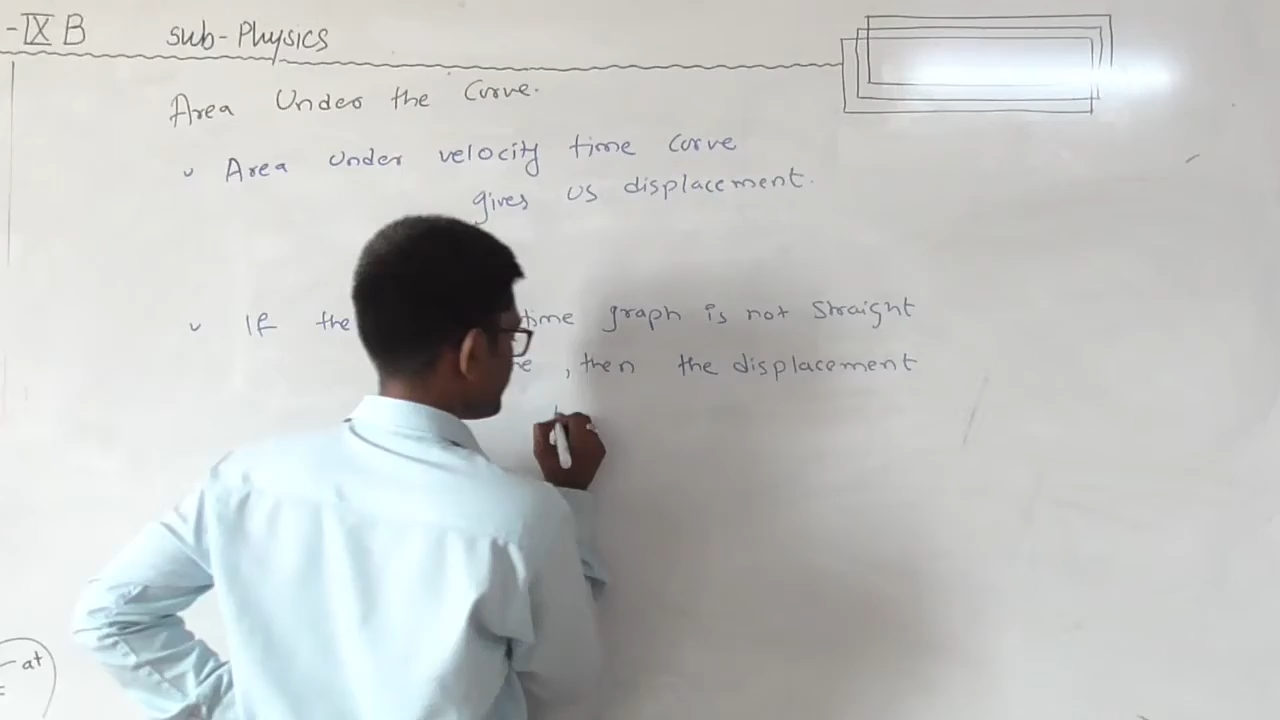 -IX B sub-Physics
Area Under the Curve.
Area Under velocity time Curve
gives us displacement.
If the time graph is not straight
, then the displacement
at